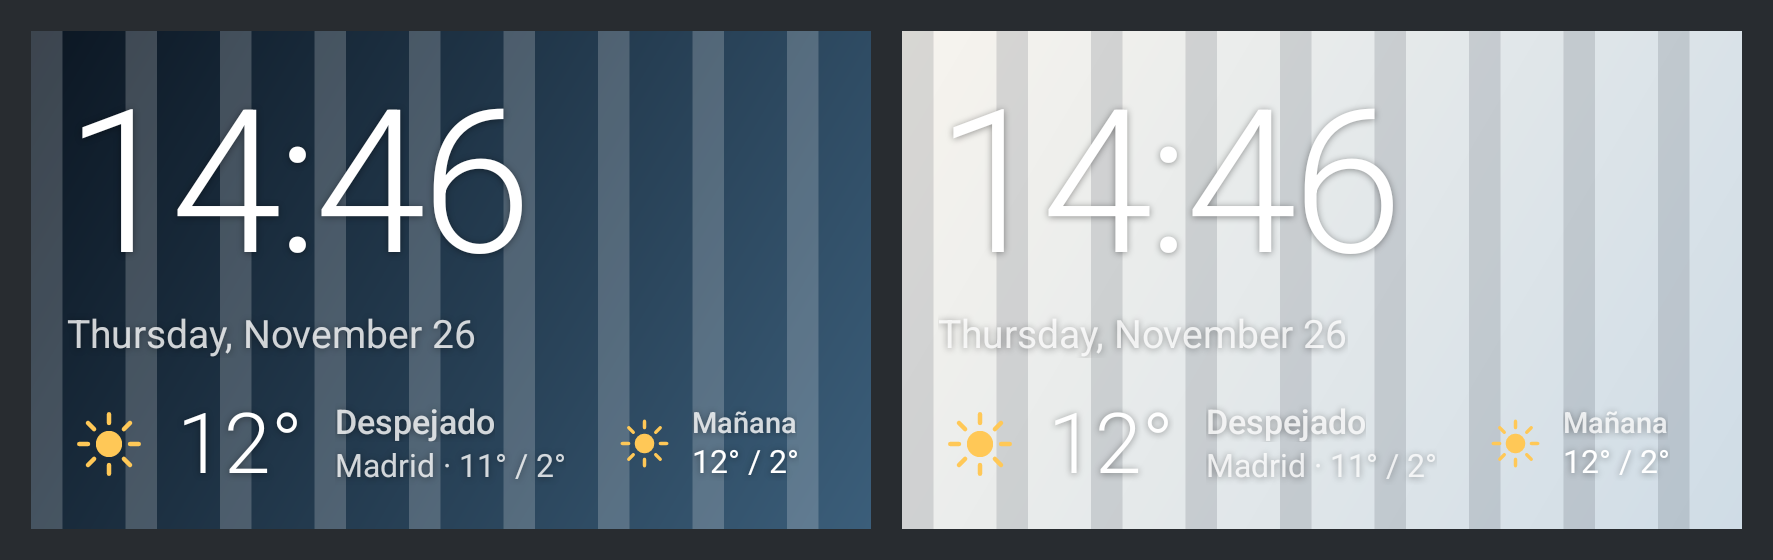 14:46
Thursday, November 26
12°
Despejado
Madrid · 11° / 2°
Mañana
12° / 2°
14:46
Thursday, November 26
12°
Despejado
Madrid · 11° / 2°
Mañana
12° / 2°